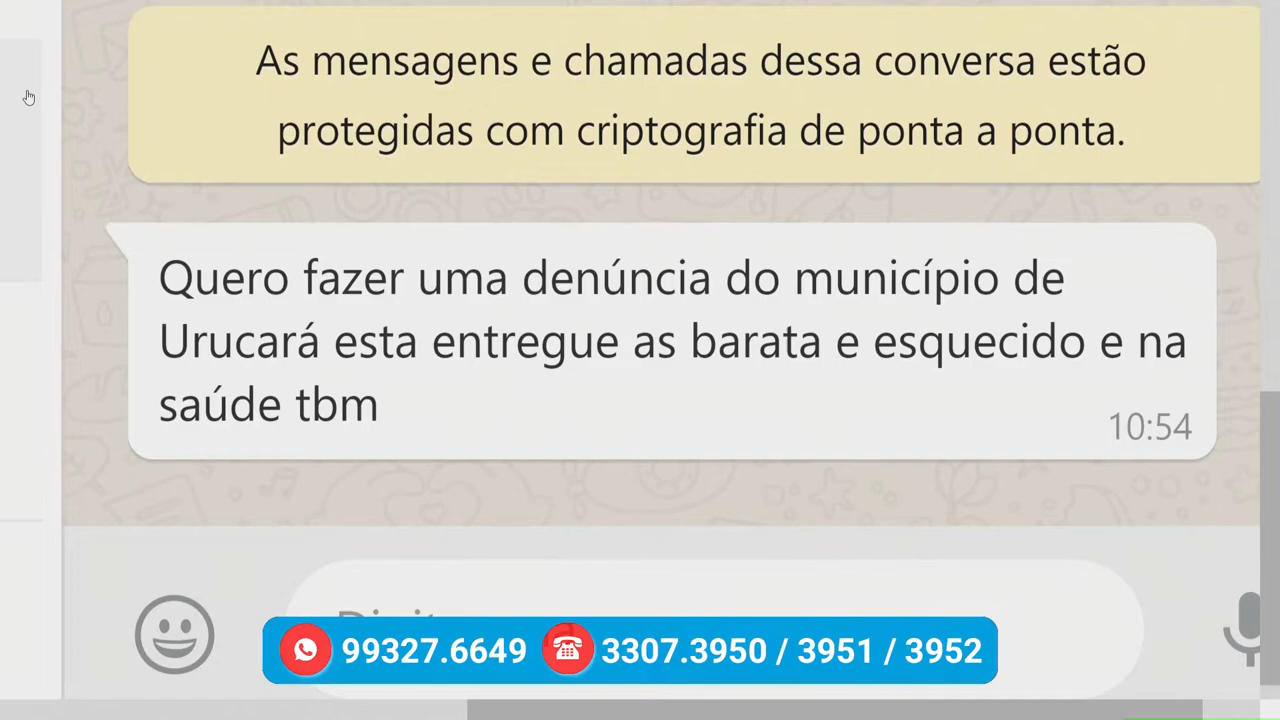 As mensagens e chamadas dessa conversa estão
protegidas com criptografia de ponta a ponta.
Quero fazer uma denúncia do município de
Urucará esta entregue as barata e esquecido e na
saúde tbm
10:54
99327.6649 3307.3950 / 3951 / 3952